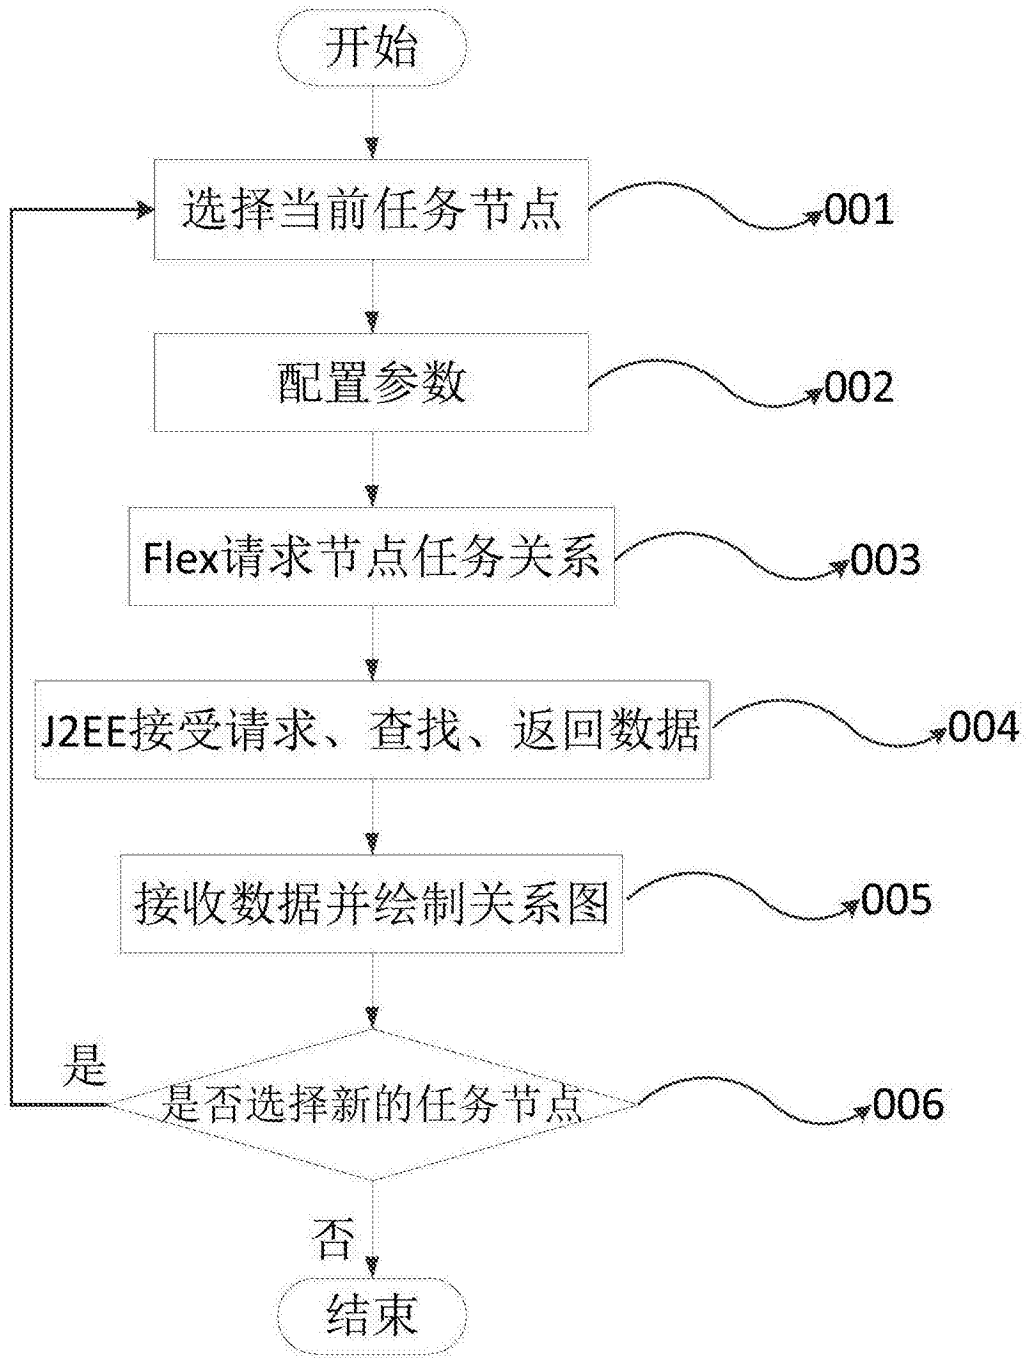 开始
选择当前任务节点
001
配置参数
002
Flex请求节点任务关系
003
J2EE接受请求、查找、返回数据
004
接收数据并绘制关系图
005
是
是否选择新的任务节点
006
否
结束